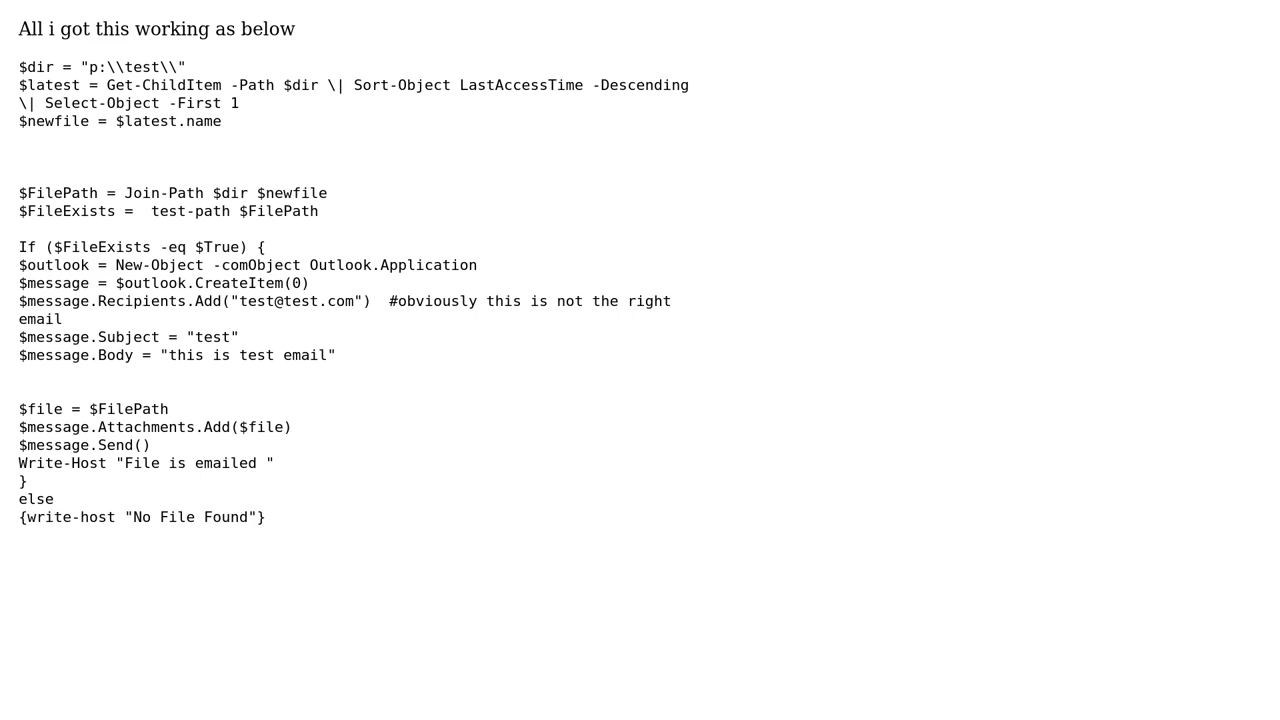 All i got this working as below
$dir = "p:\\test\\"
$latest = Get-ChildItem -Path $dir \| Sort-Object LastAccessTime -Descending
\| Select-Object -First 1
$newfile = $latest.name
$FilePath = Join-Path $dir $newfile
$FileExists =  test-path $FilePath
If ($FileExists -eq $True) {
$outlook = New-Object -comObject Outlook.Application
$message = $outlook.CreateItem(0)
$message.Recipients.Add("test@test.com")  #obviously this is not the right
email
$message.Subject = "test"
$message.Body = "this is test email"
$file = $FilePath
$message.Attachments.Add($file)
$message.Send()
Write-Host "File is emailed "
}
else
{write-host "No File Found"}